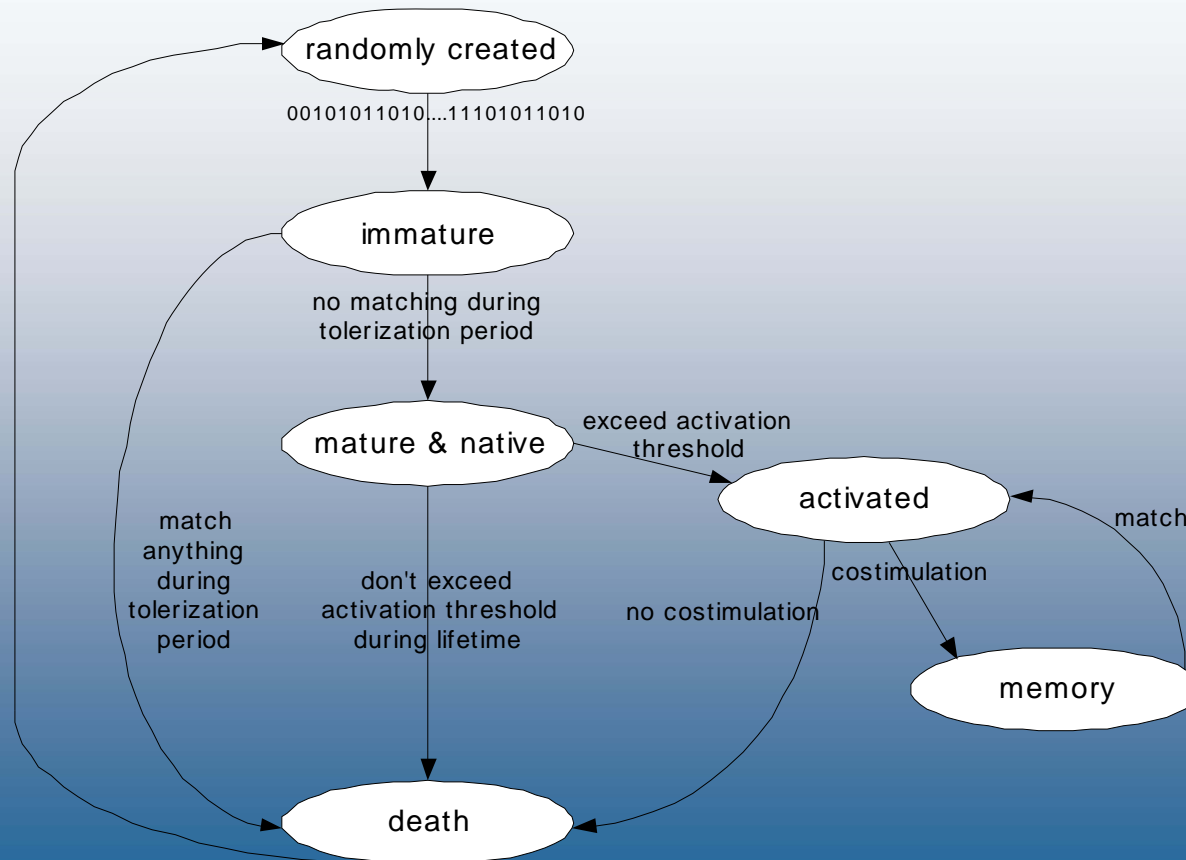 randomly created
00101011010....11101011010
immature
no matching during
tolerization period
mature & native
exceed activation
threshold
activated
match
match
anything
during
tolerization
period
don't exceed
activation threshold
during lifetime
no costimulation
costimulation
memory
death